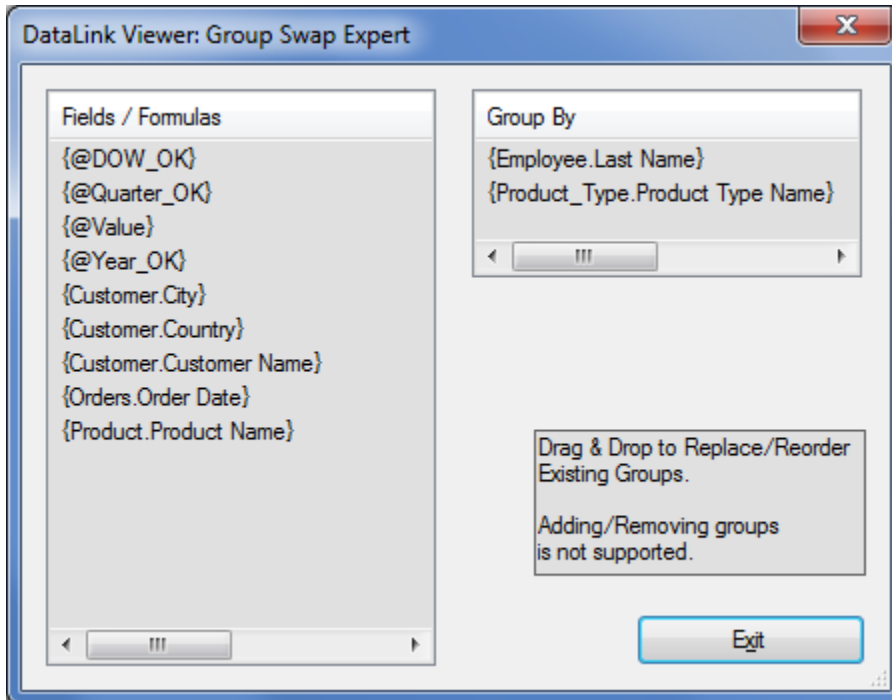 DataLink Viewer: Group Swap Expert
Fields / Formulas
{@DOW_OK}
{@Quarter_OK}
{@Value}
{@Year_OK}
{Customer.City}
{Customer.Country}
{Customer.Customer Name}
{Orders.Order Date}
{Product.Product Name}
Group By
{Employee.Last Name}
{Product_Type.Product Type Name}
Drag & Drop to Replace/Reorder
Existing Groups.
Adding/Removing groups
is not supported.
Exit